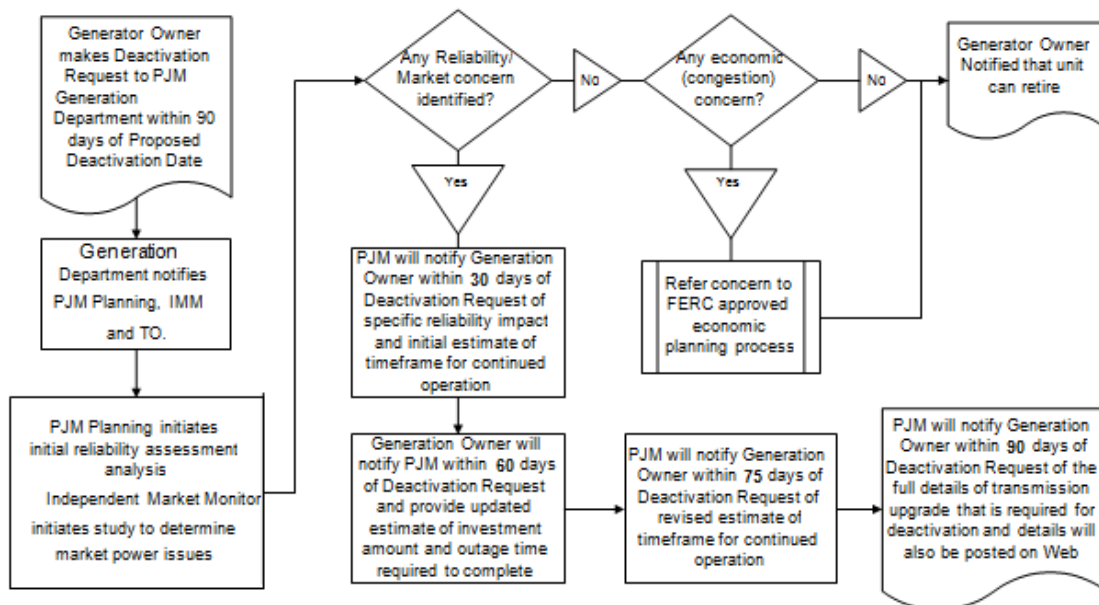 Generator Owner
makes Deactivation
Request to PJM
Generation
Department within 90
days of Proposed
Deactivation Date
Generation
Department notifies
PJM Planning, IMM
and TO.
PJM Planning initiates
initial reliability assessment
analysis
Independent Market Monitor
initiates study to determine
market power issues
Any Reliability/
Market concern
identified?
No
Any economic
(congestion)
concern?
No
Generator Owner
Notified that unit
can retire
Yes
Yes
PJM will notify Generation
Owner within 30 days of
Deactivation Request of
specific reliability impact
and initial estimate of
timeframe for continued
operation
Refer concern to
FERC approved
economic
planning process
Generation Owner will
notify PJM within 60 days
of Deactivation Request
and provide updated
estimate of investment
amount and outage time
required to complete
PJM will notify Generation
Owner within 75 days of
Deactivation Request of
revised estimate of
timeframe for continued
operation
PJM will notify Generation
Owner within 90 days of
Deactivation Request of the
full details of transmission
upgrade that is required for
deactivation and details will
also be posted on Web